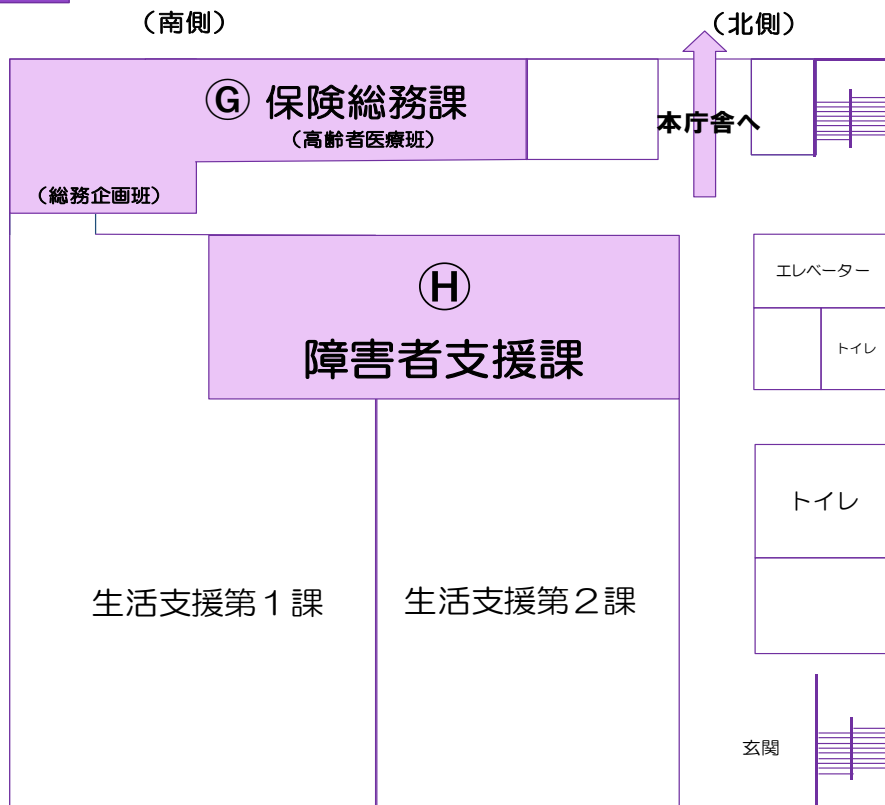 （南側）
（北側）
Ⓖ 保険総務課
（高齢者医療班）
本庁舎へ
（総務企画班）
エレベーター
Ⓗ
障害者支援課
トイレ
トイレ
生活支援第１課
生活支援第２課
玄関